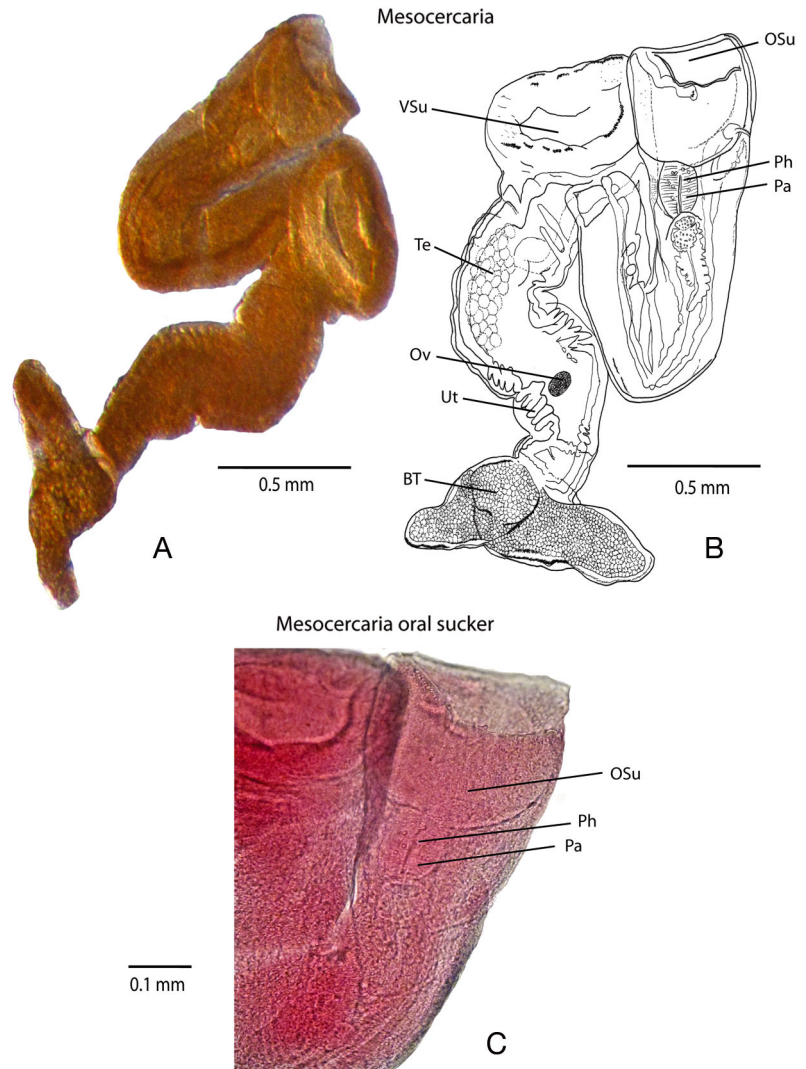 Mesocercaria
OSu
VSu
Ph
Pa
Te
Ov
Ut
BT
0.5 mm
0.5 mm
A
B
Mesocercaria oral sucker
OSu
Ph
Pa
0.1 mm
C